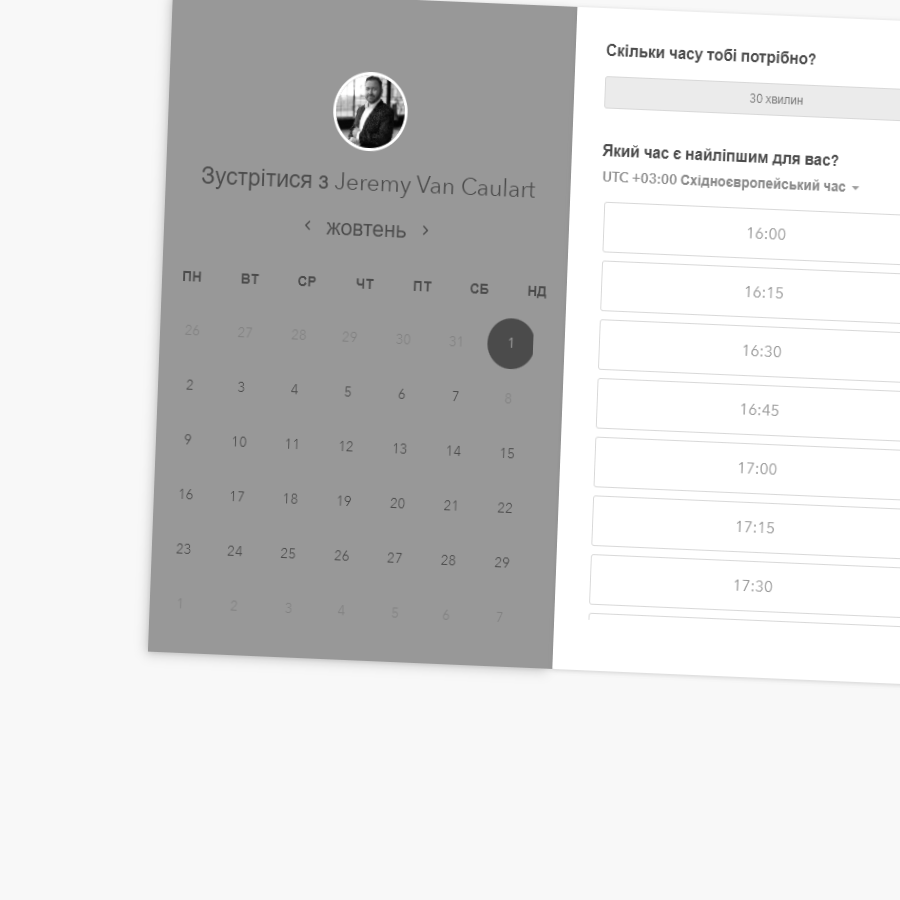 Зустрітися з Jeremy Van Caulart
жовтень
ПН ВТ СР ЧТ ПТ СБ НД
26 27 28 29 30 31 1
2 3 4 5 6 7 8
9 10 11 12 13 14 15
16 17 18 19 20 21 22
23 24 25 26 27 28 29
1 2 3 4 5 6 7
Скільки часу тобі потрібно?
30 хвилин
Який час є найліпшим для вас?
UTC +03:00 Східноєвропейський час
16:00
16:15
16:30
16:45
17:00
17:15
17:30